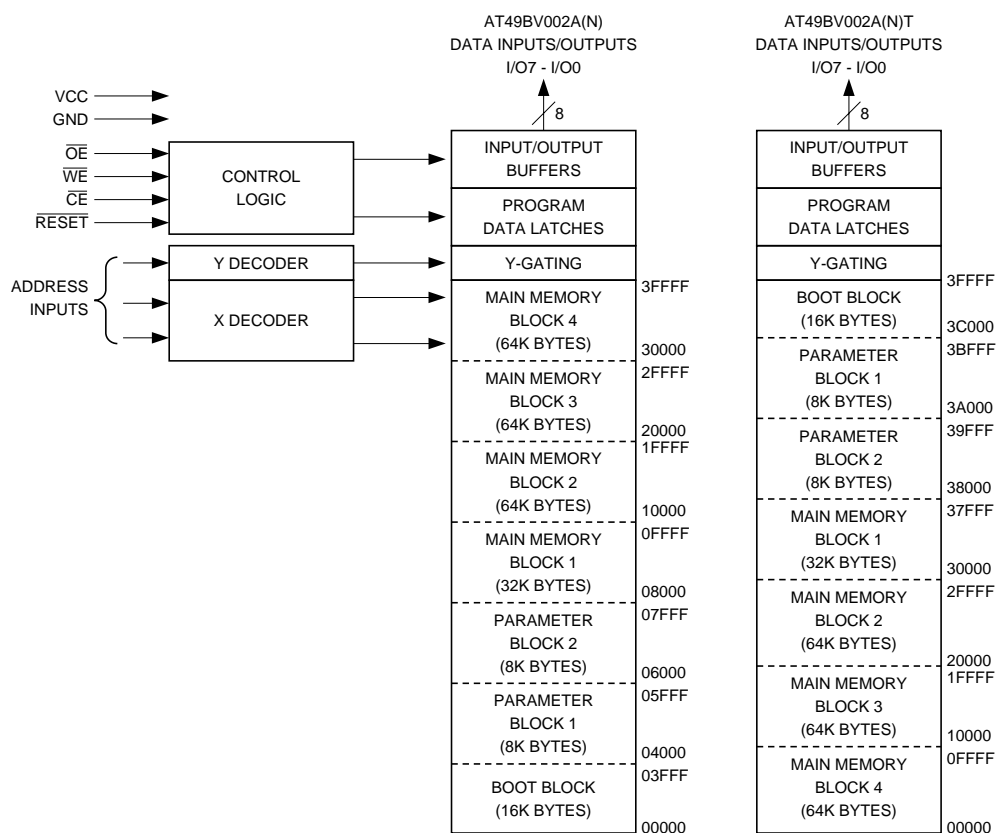 AT49BV002A(N)
DATA INPUTS/OUTPUTS
I/O7 - I/O0
8
AT49BV002A(N)T
DATA INPUTS/OUTPUTS
I/O7 - I/O0
8
VCC
GND
OE
WE
CE
RESET
CONTROL
LOGIC
ADDRESS
INPUTS
Y DECODER
X DECODER
INPUT/OUTPUT
BUFFERS
PROGRAM
DATA LATCHES
Y-GATING
3FFFF
MAIN MEMORY
BLOCK 4
(64K BYTES)
30000
2FFFF
MAIN MEMORY
BLOCK 3
(64K BYTES)
20000
1FFFF
MAIN MEMORY
BLOCK 2
(64K BYTES)
10000
0FFFF
MAIN MEMORY
BLOCK 1
(32K BYTES)
08000
07FFF
PARAMETER
BLOCK 2
(8K BYTES)
06000
05FFF
PARAMETER
BLOCK 1
(8K BYTES)
04000
03FFF
BOOT BLOCK
(16K BYTES)
00000
INPUT/OUTPUT
BUFFERS
PROGRAM
DATA LATCHES
Y-GATING
3FFFF
BOOT BLOCK
(16K BYTES)
3C000
3BFFF
PARAMETER
BLOCK 1
(8K BYTES)
3A000
39FFF
PARAMETER
BLOCK 2
(8K BYTES)
38000
37FFF
MAIN MEMORY
BLOCK 1
(32K BYTES)
30000
2FFFF
MAIN MEMORY
BLOCK 2
(64K BYTES)
20000
1FFFF
MAIN MEMORY
BLOCK 3
(64K BYTES)
10000
0FFFF
MAIN MEMORY
BLOCK 4
(64K BYTES)
00000